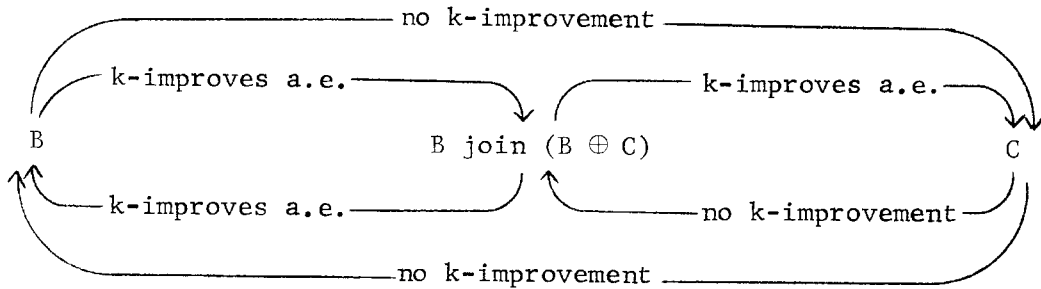 no k-improvement
k-improves a.e. k-improves a.e.
B B join (B ⊕ C) C
k-improves a.e. no k-improvement
no k-improvement